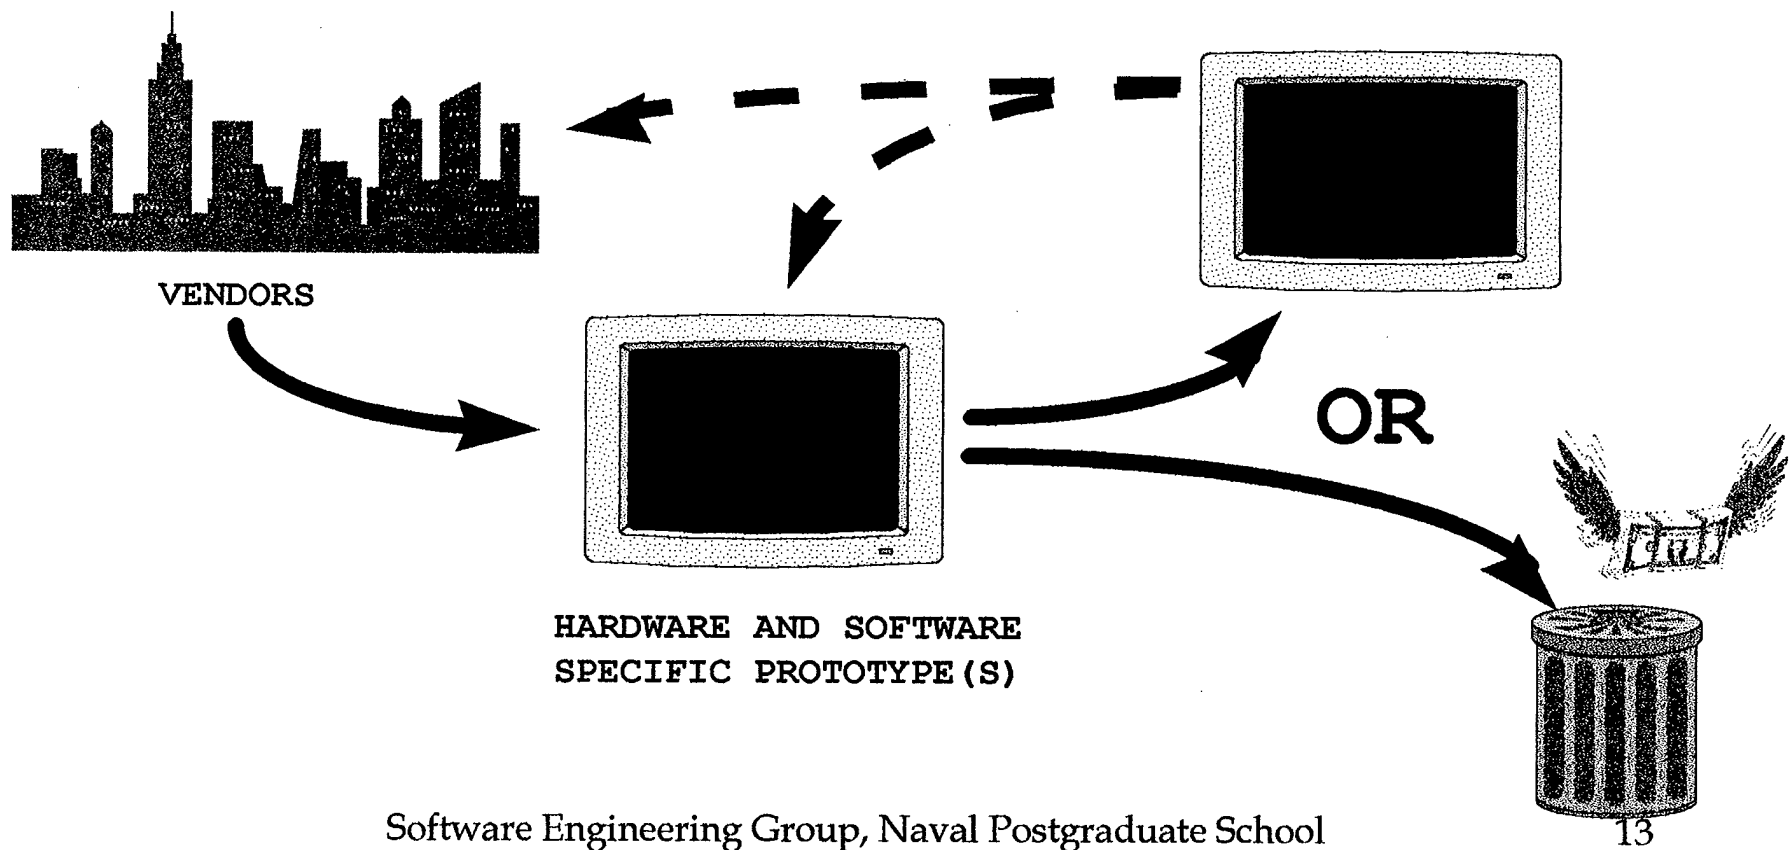 VENDORS
OR
HARDWARE AND SOFTWARE
SPECIFIC PROTOTYPE(S)
Software Engineering Group, Naval Postgraduate School
13